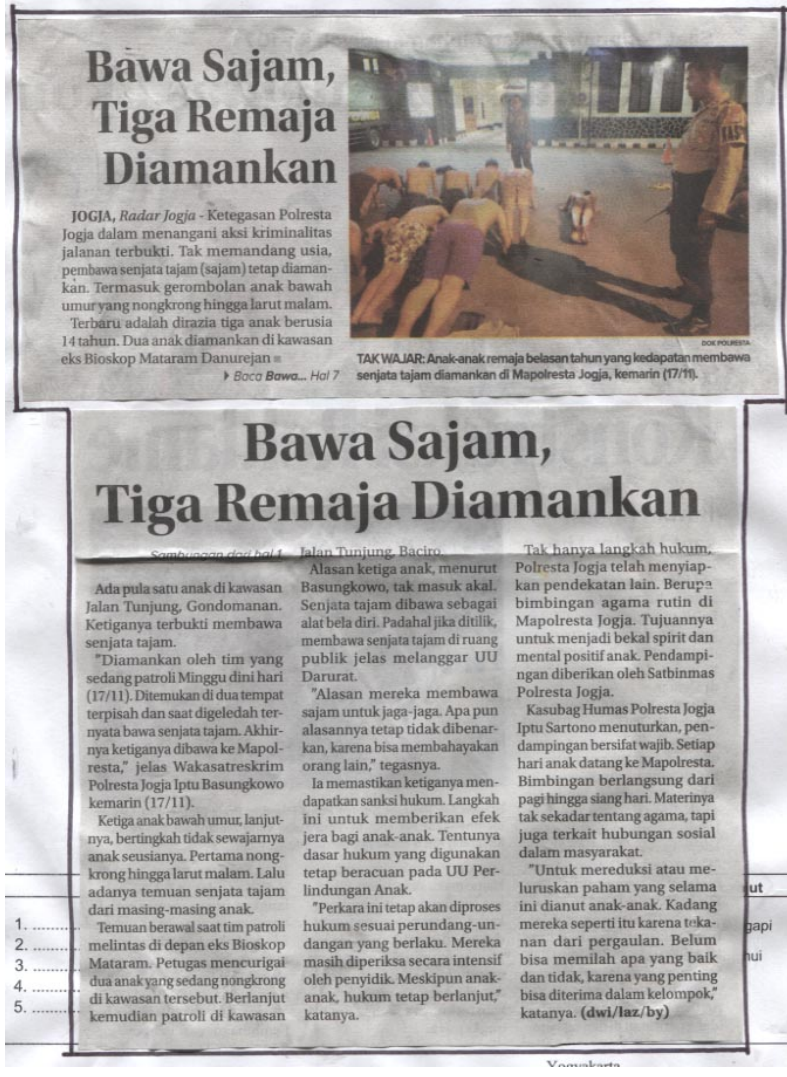 Bawa Sajam,
Tiga Remaja
Diamankan
JOGJA, Radar Jogja - Ketegasan Polresta
Jogja dalam menangani aksi kriminalitas
jalanan terbukti. Tak memandang usia,
pembawa senjata tajam (sajam) tetap diaman-
kan. Termasuk gerombolan anak bawah
umur yang nongkrong hingga larut malam.
Terbaru adalah dirazia tiga anak berusia
14 tahun. Dua anak diamankan di kawasan
eks Bioskop Mataram Danurejan
Baca Bawa... Hal 7
DOK POLRESTA
TAK WAJAR: Anak-anak remaja belasan tahun yang kedapatan membawa
senjata tajam diamankan di Mapolresta Jogja, kemarin (17/11).
Bawa Sajam,
Tiga Remaja Diamankan
Sambungan dari hal 1
Ada pula satu anak di kawasan
Jalan Tunjung, Gondomanan.
Ketiganya terbukti membawa
senjata tajam.
"Diamankan oleh tim yang
sedang patroli Minggu dini hari
(17/11). Ditemukan di dua tempat
terpisah dan saat digeledah ter-
nyata bawa senjata tajam. Akhir-
nya ketiganya dibawa ke Mapol-
resta," jelas Wakasatreskrim
Polresta Jogja Iptu Basungkowo
kemarin (17/11).
Ketiga anak bawah umur, lanjut-
nya, bertingkah tidak sewajarnya
anak seusianya. Pertama nong-
krong hingga larut malam. Lalu
adanya temuan senjata tajam
dari masing-masing anak.
Temuan berawal saat tim patroli
melintas di depan eks Bioskop
Mataram. Petugas mencurigai
dua anak yang sedang nongkrong
di kawasan tersebut. Berlanjut
kemudian patroli di kawasan
Jalan Tunjung, Baciro.
Alasan ketiga anak, menurut
Basungkowo, tak masuk akal.
Senjata tajam dibawa sebagai
alat bela diri. Padahal jika ditilik,
membawa senjata tajam di ruang
publik jelas melanggar UU
Darurat.
"Alasan mereka membawa
sajam untuk jaga-jaga. Apa pun
alasannya tetap tidak dibenar-
kan, karena bisa membahayakan
orang lain," tegasnya.
Ia memastikan ketiganya men-
dapatkan sanksi hukum. Langkah
ini untuk memberikan efek
jera bagi anak-anak. Tentunya
dasar hukum yang digunakan
tetap beracuan pada UU Per-
lindungan Anak.
"Perkara ini tetap akan diproses
hukum sesuai perundang-un-
dangan yang berlaku. Mereka
masih diperiksa secara intensif
oleh penyidik. Meskipun anak-
anak, hukum tetap berlanjut,"
katanya.
Tak hanya langkah hukum,
Polresta Jogja telah menyiap-
kan pendekatan lain. Berupa
bimbingan agama rutin di
Mapolresta Jogja. Tujuannya
untuk menjadi bekal spirit dan
mental positif anak. Pendampi-
ngan diberikan oleh Satbinmas
Polresta Jogja.
Kasubag Humas Polresta Jogja
Iptu Sartono menuturkan, pen-
dampingan bersifat wajib. Setiap
hari anak datang ke Mapolresta.
Bimbingan berlangsung dari
pagi hingga siang hari. Materinya
tak sekadar tentang agama, tapi
juga terkait hubungan sosial
dalam masyarakat.
"Untuk mereduksi atau me-
luruskan paham yang selama
ini dianut anak-anak. Kadang
mereka seperti itu karena teka-
nan dari pergaulan. Belum
bisa memilah apa yang baik
dan tidak, karena yang penting
bisa diterima dalam kelompok,"
katanya. (dwi/laz/by)
1. ..........
2. ..........
3. ..........
4. ..........
5. ..........
ut
gapi
Yogyakarta